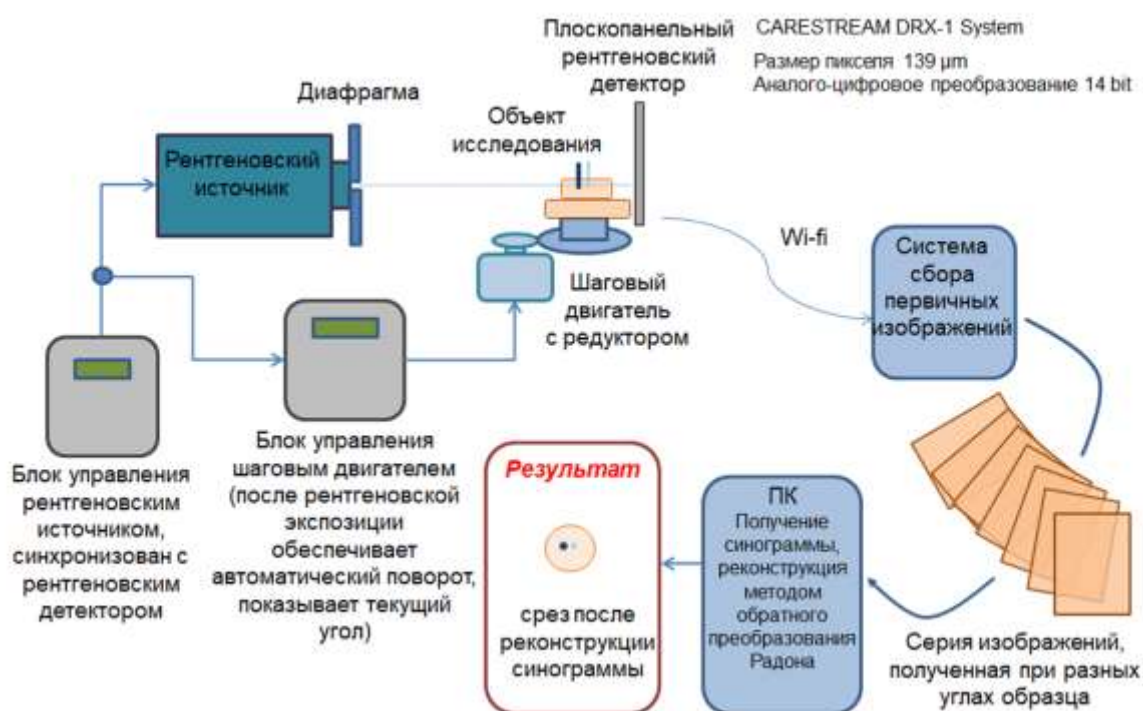 Плоскопанельный
рентгеновский
детектор
CARESTREAM DRX-1 System
Размер пикселя 139 µm
Аналого-цифровое преобразование 14 bit
Диафрагма
Объект
исследования
Рентгеновский
источник
Wi-fi
Система
сбора
первичных
изображений
Шаговый
двигатель
с редуктором
Блок управления
рентгеновским
источником,
синхронизован с
рентгеновским
детектором
Блок управления
шаговым двигателем
(после рентгеновской
экспозиции
обеспечивает
автоматический поворот,
показывает текущий
угол)
Результат
срез после
реконструкции
синограммы
ПК
Получение
синограммы,
реконструкция
методом
обратного
преобразования
Радона
Серия изображений,
полученная при разных
углах образца